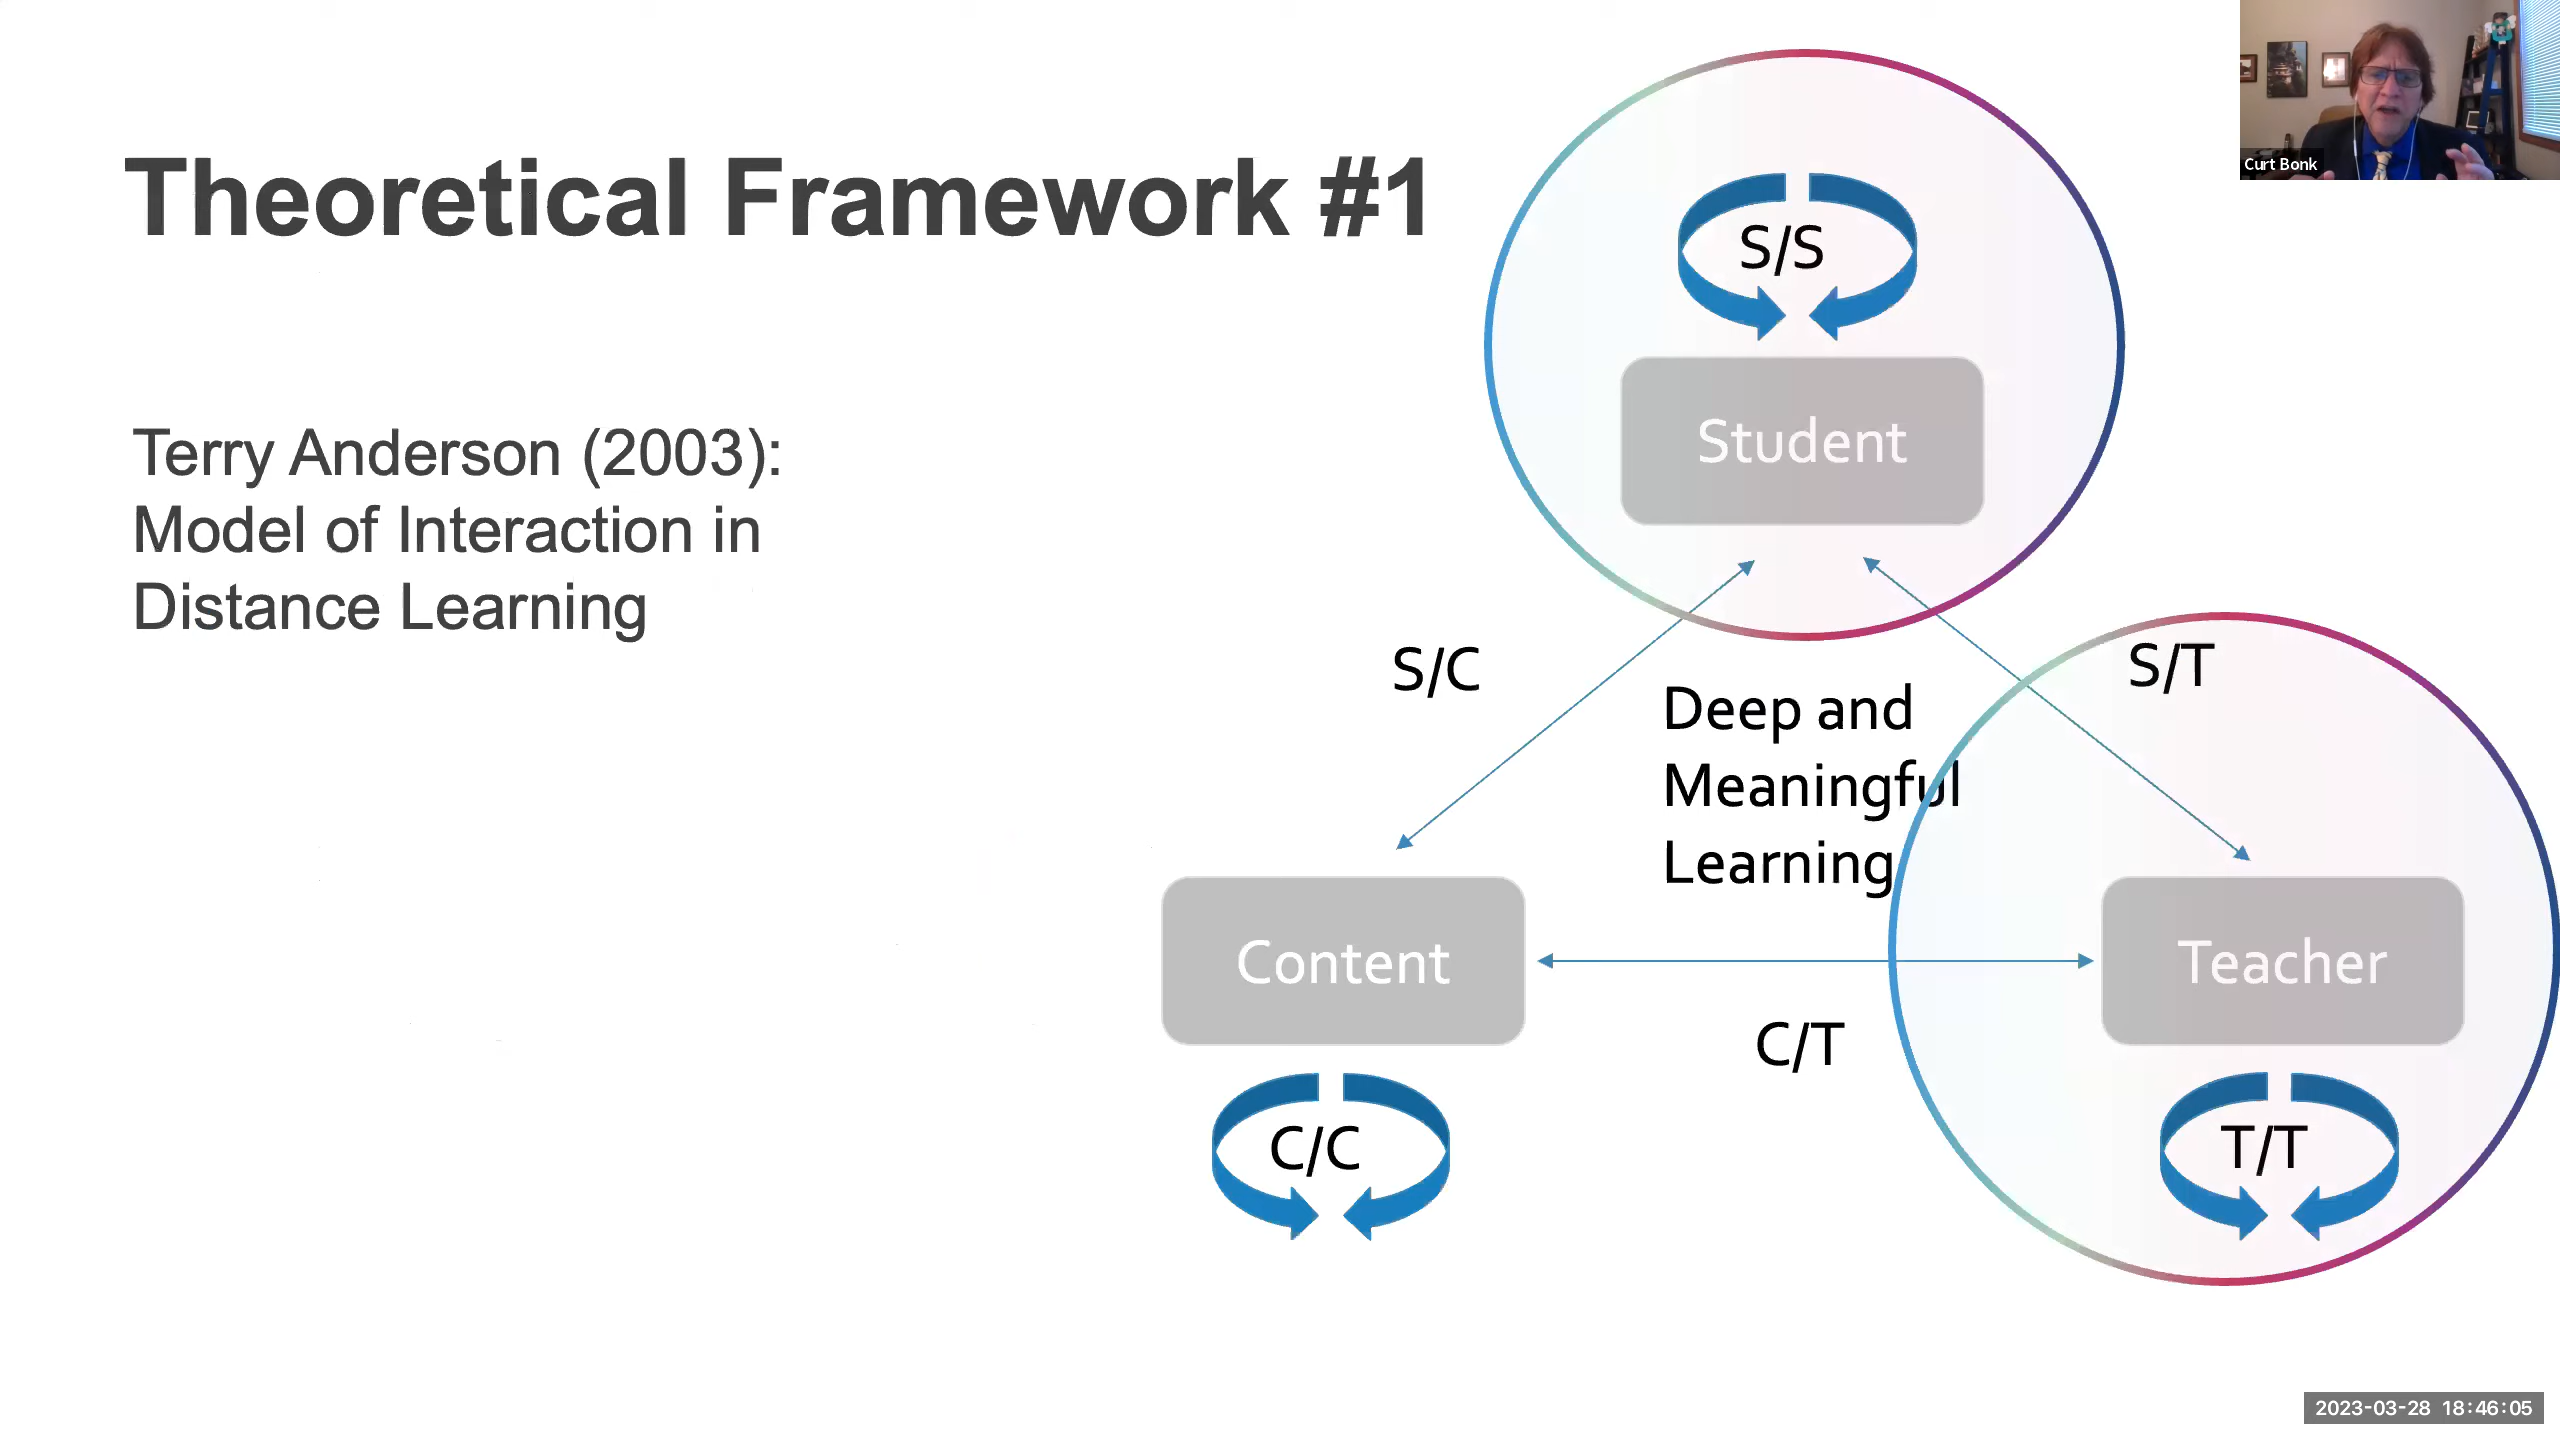 Theoretical Framework #1
Terry Anderson (2003):
Model of Interaction in
Distance Learning
S/S
Student
S/C
S/T
Deep and
Meaningful
Learning
Content
Teacher
C/T
C/C
T/T
Curt Bonk
2023-03-28 18:46:05